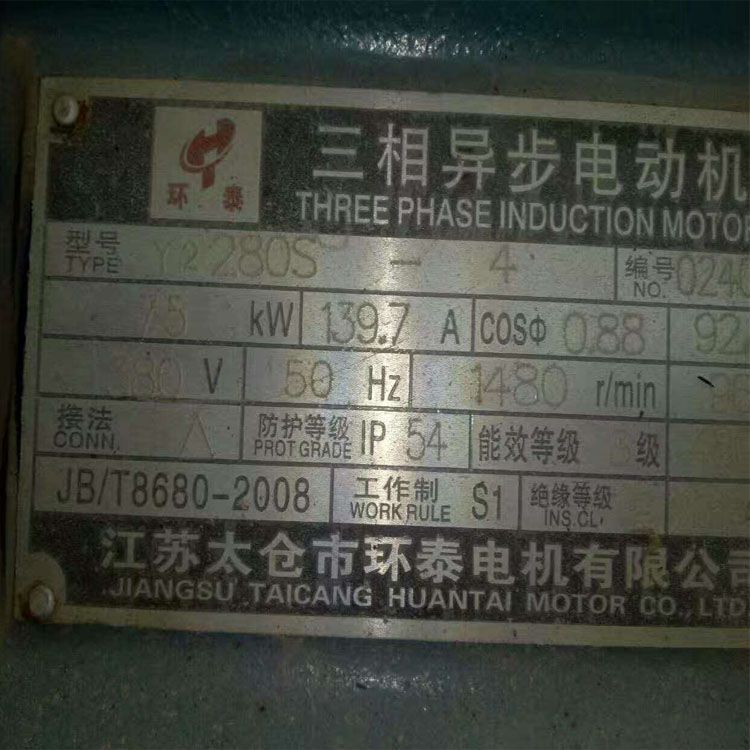 环 泰
三相异步电动机
THREE PHASE INDUCTION MOTOR
型号 TYPE Y2 280S - 4 编号 NO. 024
75 kW 139.7 A COSΦ 0.88 92.
80 V 50 Hz 1480 r/min
接法 CONN. 防护等级 PROT GRADE IP 54 能效等级 级
JB/T8680-2008 工作制 WORK RULE S1 绝缘等级 INS.CL.
江苏太仓市环泰电机有限公司
JIANGSU TAICANG HUANTAI MOTOR CO., LTD